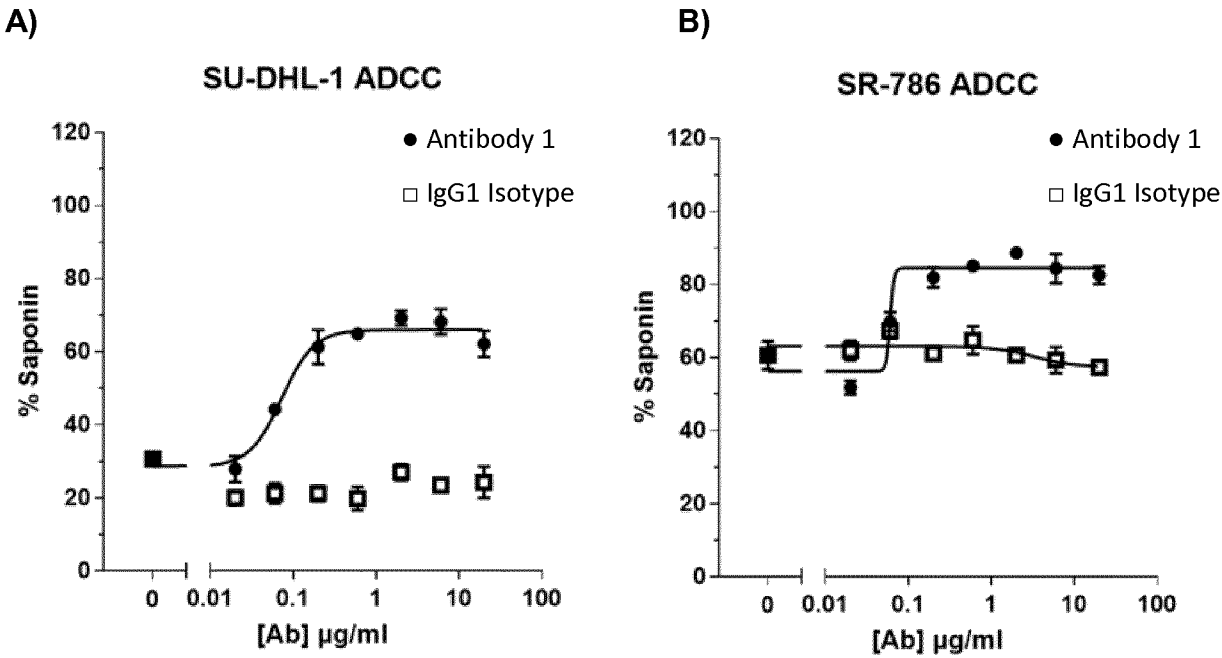 A)
SU-DHL-1 ADCC
120
100
80
60
40
20
0
% Saponin
Antibody 1
IgG1 Isotype
0 0.01 0.1 1 10 100
[Ab] µg/ml
B)
SR-786 ADCC
120
100
80
60
40
20
0
% Saponin
Antibody 1
IgG1 Isotype
0 0.01 0.1 1 10 100
[Ab] µg/ml